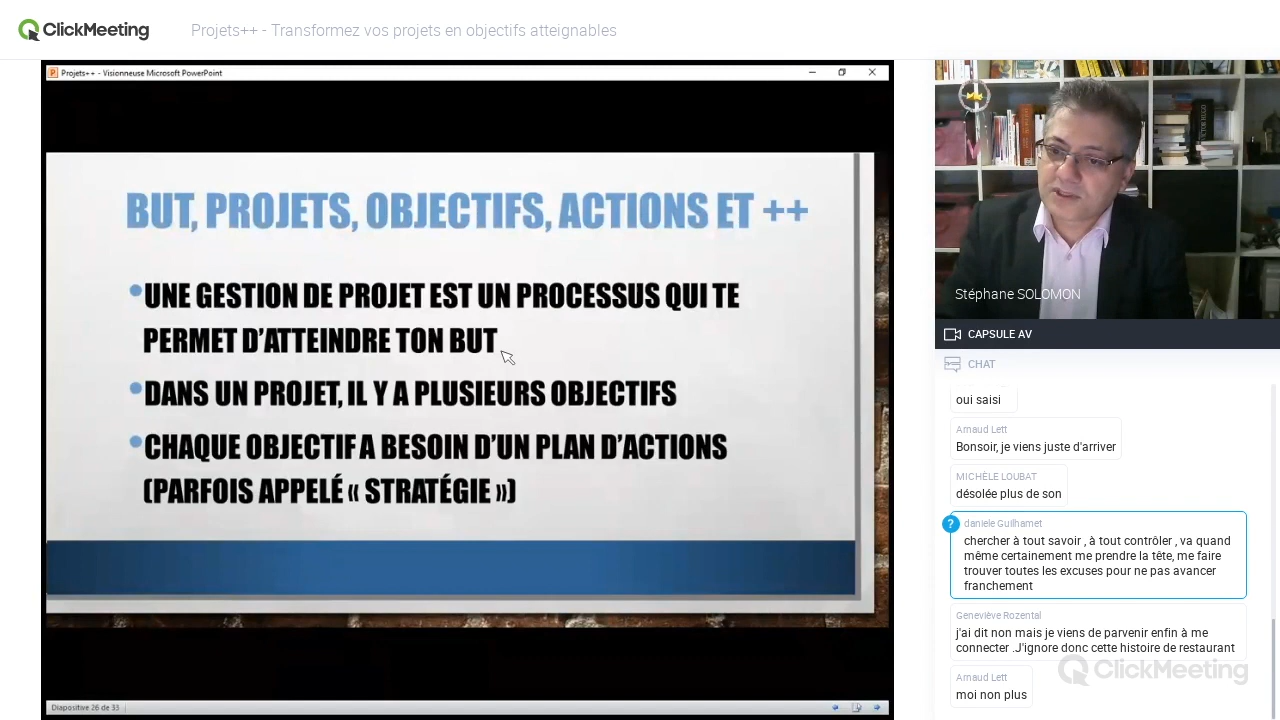 ClickMeeting
Projets++ - Transformez vos projets en objectifs atteignables
Projets++ - Visionneuse Microsoft PowerPoint
BUT, PROJETS, OBJECTIFS, ACTIONS ET ++
•UNE GESTION DE PROJET EST UN PROCESSUS QUI TE
PERMET D'ATTEINDRE TON BUT
•DANS UN PROJET, IL Y A PLUSIEURS OBJECTIFS
•CHAQUE OBJECTIF A BESOIN D'UN PLAN D'ACTIONS
(PARFOIS APPELÉ « STRATÉGIE »)
Diapositive 26 de 33
VICTOR HUGO
Stéphane SOLOMON
CAPSULE AV
CHAT
oui saisi
Arnaud Lett
Bonsoir, je viens juste d'arriver
MICHÈLE LOUBAT
désolée plus de son
?
daniele Guilhamet
chercher à tout savoir , à tout contrôler , va quand
même certainement me prendre la tête, me faire
trouver toutes les excuses pour ne pas avancer
franchement
Geneviève Rozental
j'ai dit non mais je viens de parvenir enfin à me
connecter .J'ignore donc cette histoire de restaurant
Arnaud Lett
moi non plus
ClickMeeting